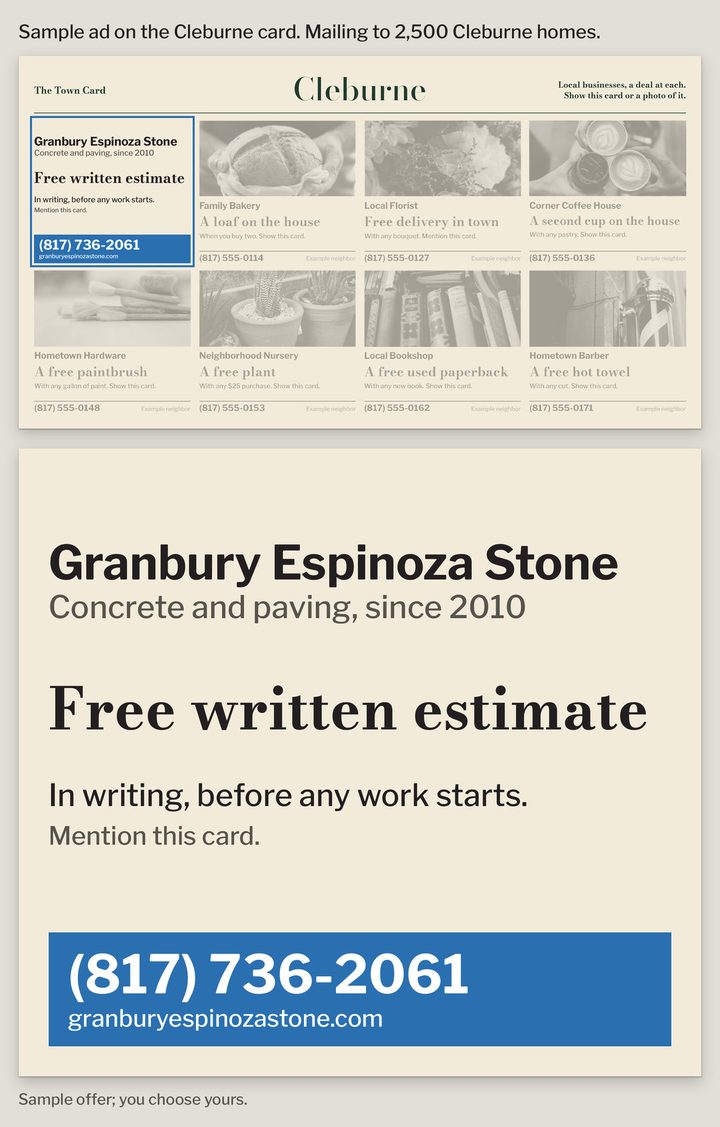 Sample ad on the Cleburne card. Mailing to 2,500 Cleburne homes.
The Town Card
Cleburne
Local businesses, a deal at each.
Show this card or a photo of it.
Granbury Espinoza Stone
Concrete and paving, since 2010
Free written estimate
In writing, before any work starts.
Mention this card.
(817) 736-2061
granburyespinozastone.com
Family Bakery
A loaf on the house
When you buy two. Show this card.
(817) 555-0114
Example neighbor
Local Florist
Free delivery in town
With any bouquet. Mention this card.
(817) 555-0127
Example neighbor
Corner Coffee House
A second cup on the house
With any pastry. Show this card.
(817) 555-0136
Example neighbor
Hometown Hardware
A free paintbrush
With any gallon of paint. Show this card.
(817) 555-0148
Example neighbor
Neighborhood Nursery
A free plant
With any $25 purchase. Show this card.
(817) 555-0153
Example neighbor
Local Bookshop
A free used paperback
With any new book. Show this card.
(817) 555-0162
Example neighbor
Hometown Barber
A free hot towel
With any cut. Show this card.
(817) 555-0171
Example neighbor
Granbury Espinoza Stone
Concrete and paving, since 2010
Free written estimate
In writing, before any work starts.
Mention this card.
(817) 736-2061
granburyespinozastone.com
Sample offer; you choose yours.